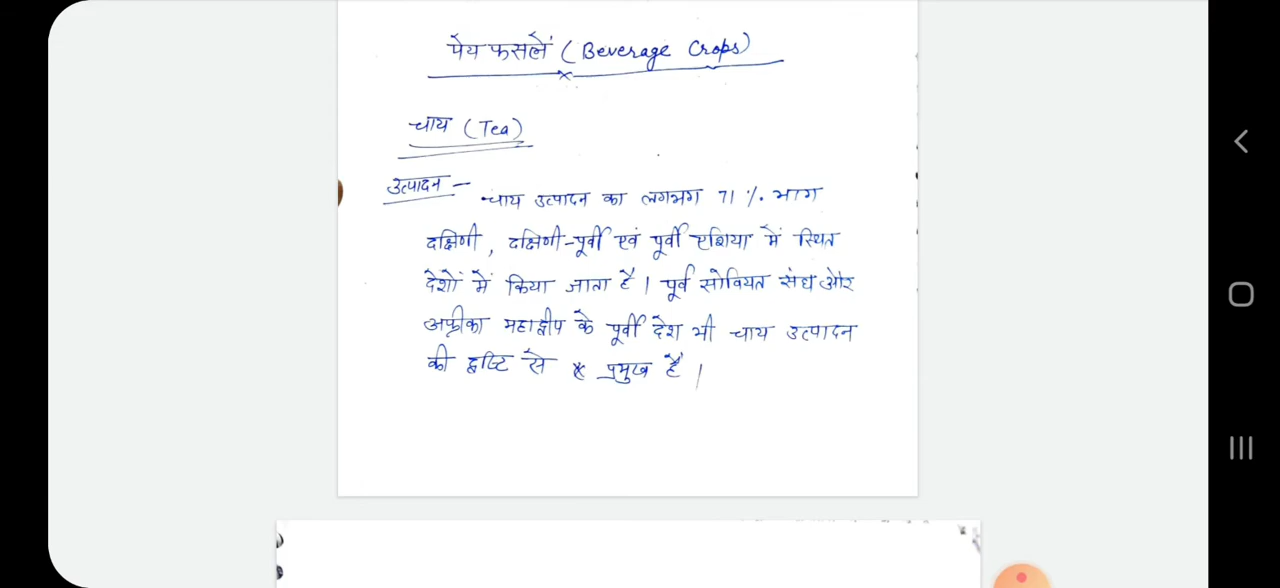 पेय फसलें (Beverage Crops)
चाय (Tea)
उत्पादन -
चाय उत्पादन का लगभग 71 %. भाग
दक्षिणी, दक्षिणी-पूर्वी एवं पूर्वी एशिया में स्थित
देशों में किया जाता है। पूर्व सोवियत संघ और
अफ्रीका महाद्वीप के पूर्वी देश भी चाय उत्पादन
की दृष्टि से प्रमुख हैं।